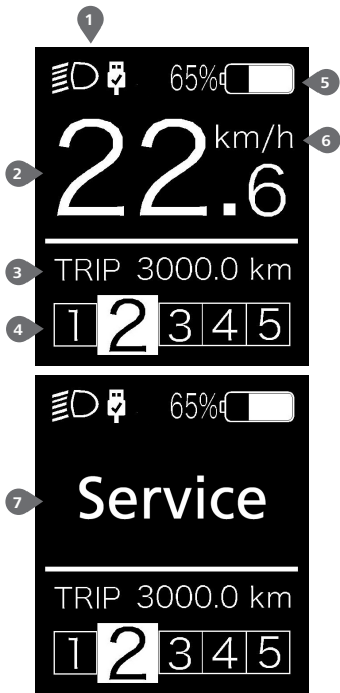 1
65%
5
22.6
km/h
6
2
3
TRIP 3000.0 km
4
1 2 3 4 5
65%
7
Service
TRIP 3000.0 km
1 2 3 4 5